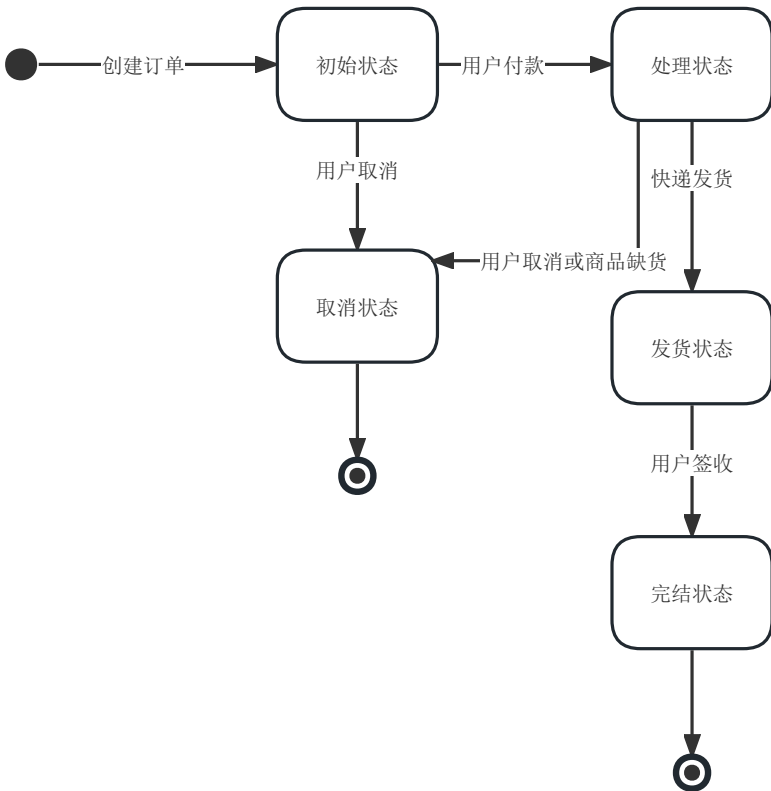 创建订单
初始状态
用户付款
处理状态
用户取消
快递发货
用户取消或商品缺货
取消状态
发货状态
用户签收
完结状态